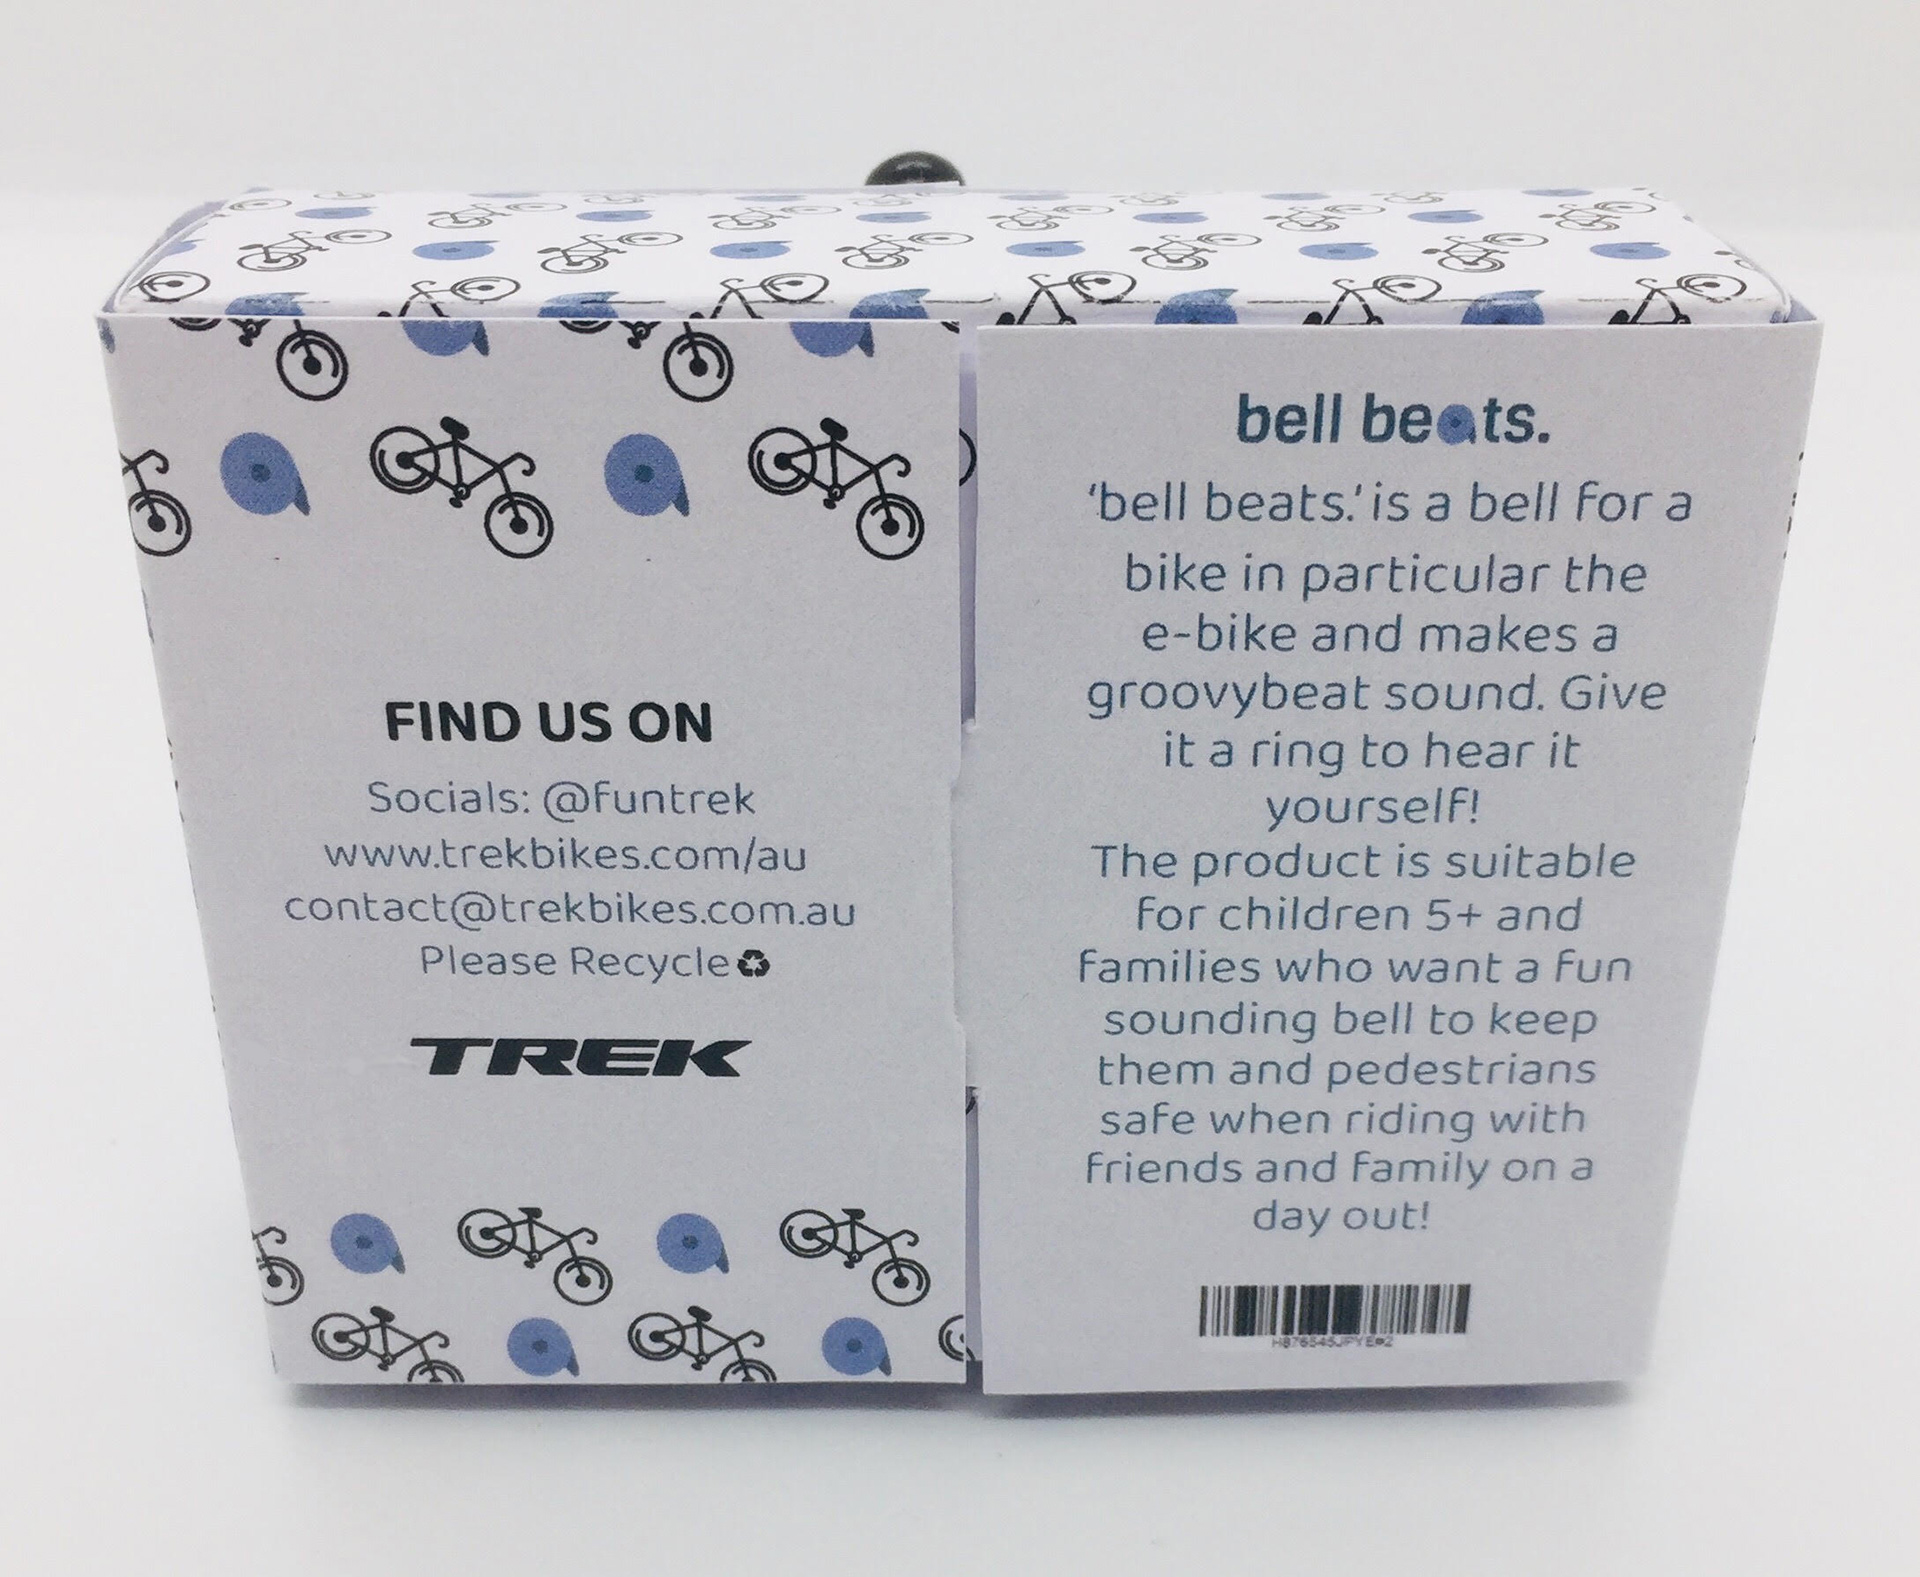 FIND US ON
Socials: @funtrek
www.trekbikes.com/au
contact@trekbikes.com.au
Please Recycle
TREK
bell beats.
'bell beats.' is a bell for a
bike in particular the
e-bike and makes a
groovybeat sound. Give
it a ring to hear it
yourself!
The product is suitable
for children 5+ and
families who want a fun
sounding bell to keep
them and pedestrians
safe when riding with
friends and family on a
day out!